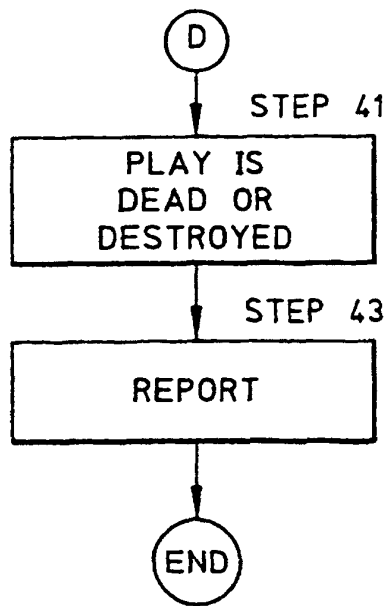 D
STEP 41
PLAY IS
DEAD OR
DESTROYED
STEP 43
REPORT
END